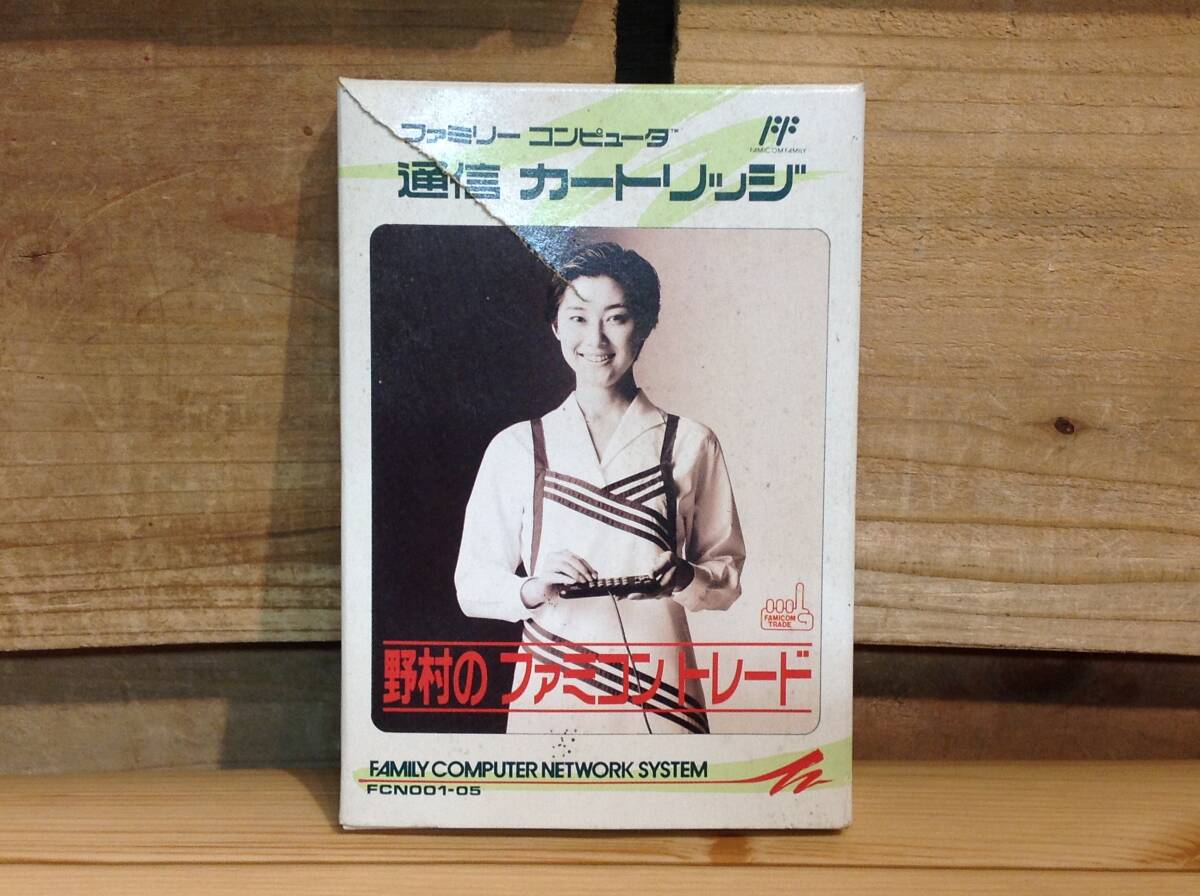 ファミリー コンピュータ™
FAMICOM FAMILY
通信 カートリッジ
FAMICOM
TRADE
野村の ファミコントレード
FAMILY COMPUTER NETWORK SYSTEM
FCN001-05